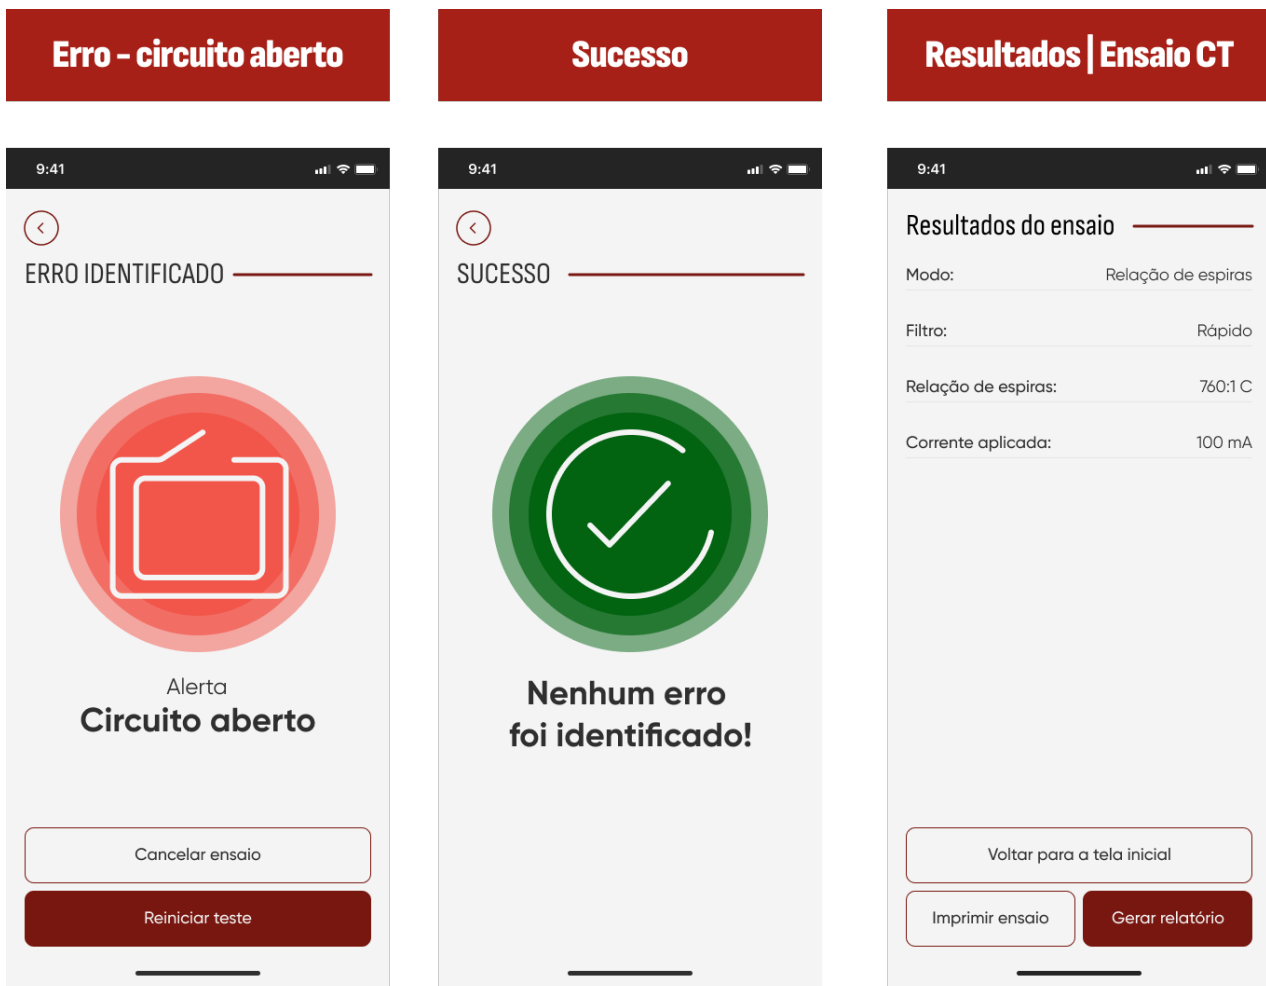 Erro - circuito aberto
9:41
ERRO IDENTIFICADO
Alerta
Circuito aberto
Cancelar ensaio
Reiniciar teste
Sucesso
9:41
SUCESSO
Nenhum erro
foi identificado!
Resultados | Ensaio CT
9:41
Resultados do ensaio
Modo: Relação de espiras
Filtro: Rápido
Relação de espiras: 760:1 C
Corrente aplicada: 100 mA
Voltar para a tela inicial
Imprimir ensaio Gerar relatório